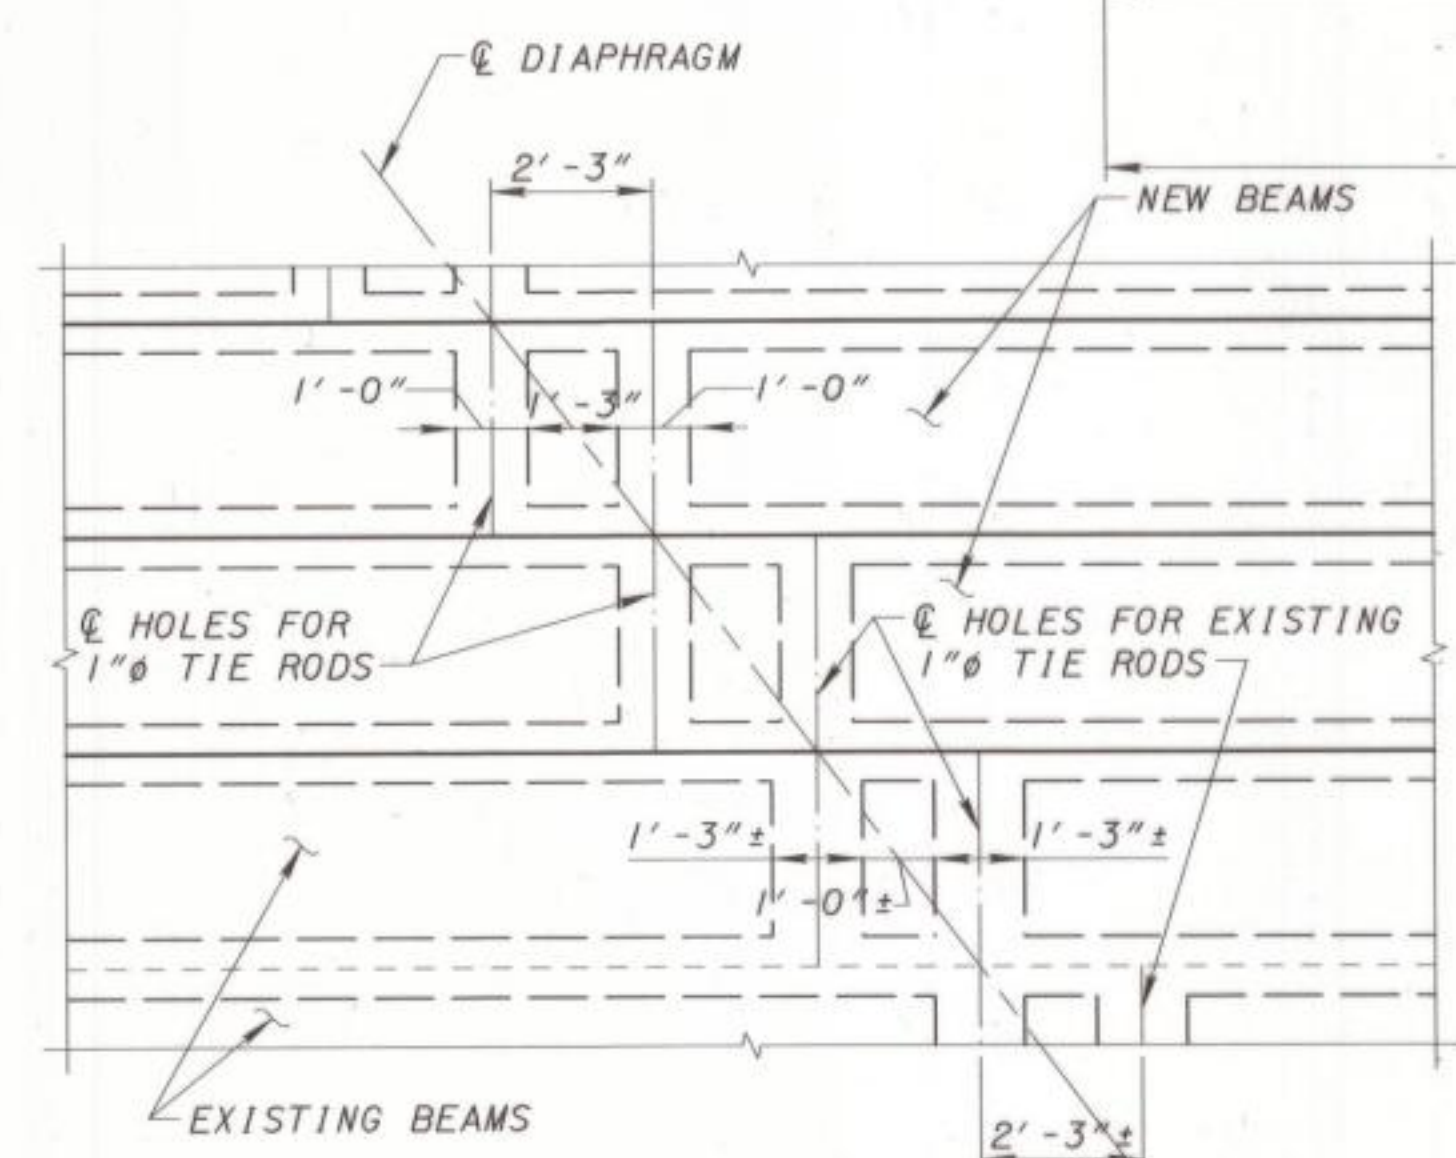 ℄ DIAPHRAGM
2'-3"
NEW BEAMS
1'-0"
1'-3"
1'-0"
℄ HOLES FOR
1"ø TIE RODS
℄ HOLES FOR EXISTING
1"ø TIE RODS
1'-3"±
1'-0"±
1'-3"±
EXISTING BEAMS
2'-3"±